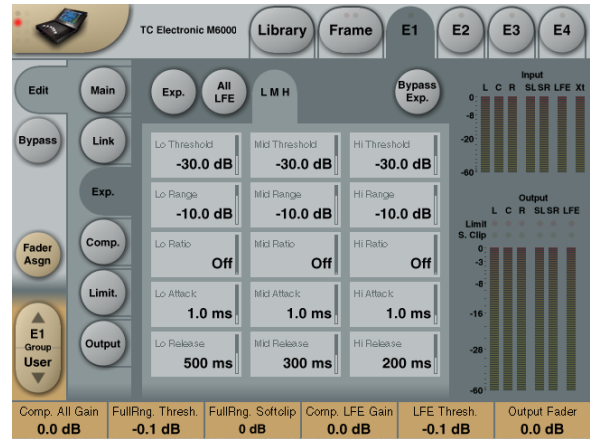 TC Electronic M6000
Library
Frame
E1
E2
E3
E4
Edit
Bypass
Fader
Asgn
E1
Group
User
Main
Link
Exp.
Comp.
Limit.
Output
Exp.
All
LFE
L M H
Bypass
Exp.
Lo Threshold
-30.0 dB
Mid Threshold
-30.0 dB
Hi Threshold
-30.0 dB
Lo Range
-10.0 dB
Mid Range
-10.0 dB
Hi Range
-10.0 dB
Lo Ratio
Off
Mid Ratio
Off
Hi Ratio
Off
Lo Attack
1.0 ms
Mid Attack
1.0 ms
Hi Attack
1.0 ms
Lo Release
500 ms
Mid Release
300 ms
Hi Release
200 ms
Input
L C R SL SR LFE Xt
0
-8
-20
-60
Output
L C R SL SR LFE
Limit
S. Clip
0
-3
-8
-16
-28
-60
Comp. All Gain
0.0 dB
FullRng. Thresh.
-0.1 dB
FullRng. Softclip
0 dB
Comp. LFE Gain
0.0 dB
LFE Thresh.
-0.1 dB
Output Fader
0.0 dB